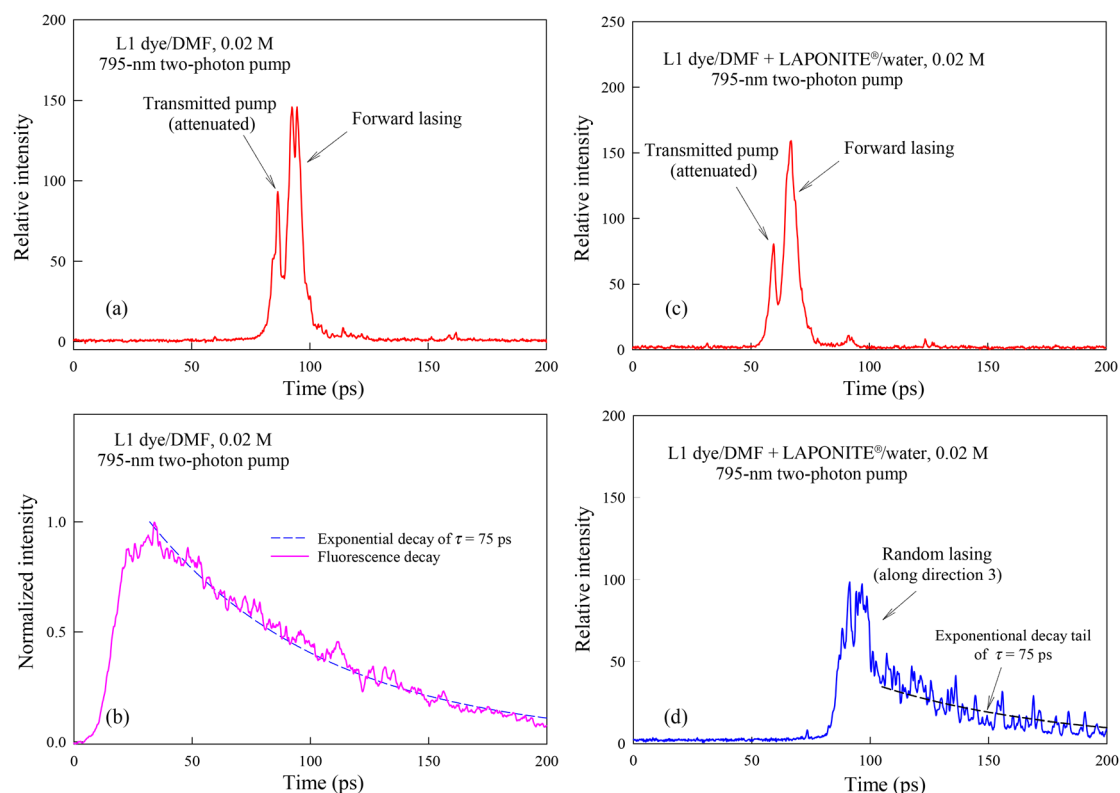 200
150
100
50
0
Relative intensity
L1 dye/DMF, 0.02 M
795-nm two-photon pump
Transmitted pump
(attenuated)
Forward lasing
(a)
0
50
100
150
200
Time (ps)
250
200
150
100
50
0
Relative intensity
L1 dye/DMF + LAPONITE®/water, 0.02 M
795-nm two-photon pump
Transmitted pump
(attenuated)
Forward lasing
(c)
0
50
100
150
200
Time (ps)
1.0
0.5
0.0
Normalized intensity
L1 dye/DMF, 0.02 M
795-nm two-photon pump
Exponential decay of τ = 75 ps
Fluorescence decay
(b)
0
50
100
150
200
Time (ps)
200
150
100
50
0
Relative intensity
L1 dye/DMF + LAPONITE®/water, 0.02 M
795-nm two-photon pump
Random lasing
(along direction 3)
Exponentional decay tail
of τ = 75 ps
(d)
0
50
100
150
200
Time (ps)